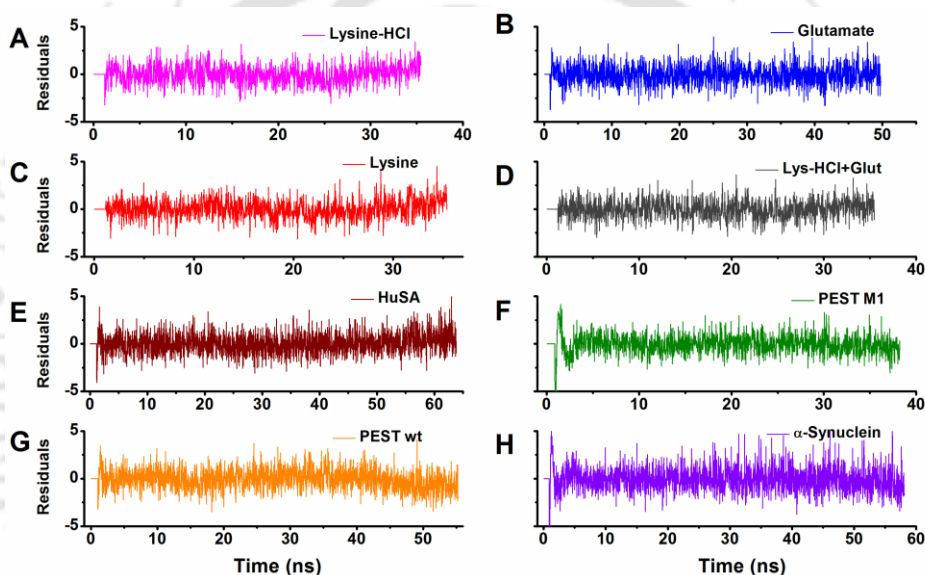 A
Lysine-HCl
Residuals
5
0
-5
0 10 20 30 40
B
Glutamate
0 10 20 30 40 50
C
Lysine
Residuals
5
0
-5
0 10 20 30
D
Lys-HCl+Glut
0 10 20 30 40
E
HuSA
Residuals
5
0
-5
0 10 20 30 40 50 60
F
PEST M1
0 10 20 30 40
G
PEST wt
Residuals
5
0
-5
0 10 20 30 40 50
Time (ns)
H
α-Synuclein
0 10 20 30 40 50 60
Time (ns)